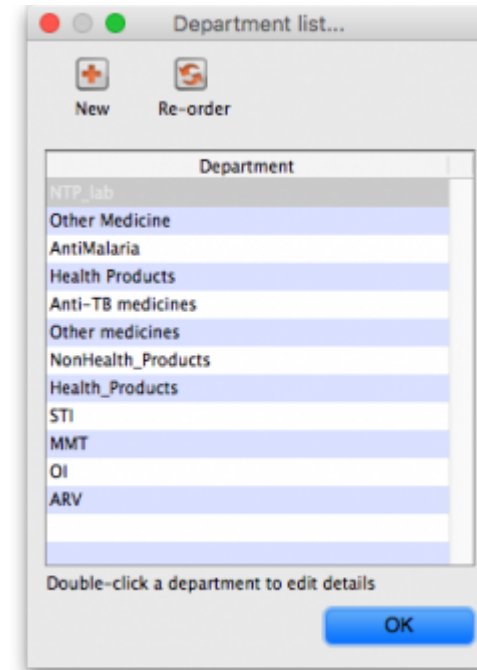 Department list...
New Re-order
Department
NTP_lab
Other Medicine
AntiMalaria
Health Products
Anti-TB medicines
Other medicines
NonHealth_Products
Health_Products
STI
MMT
OI
ARV
Double-click a department to edit details
OK